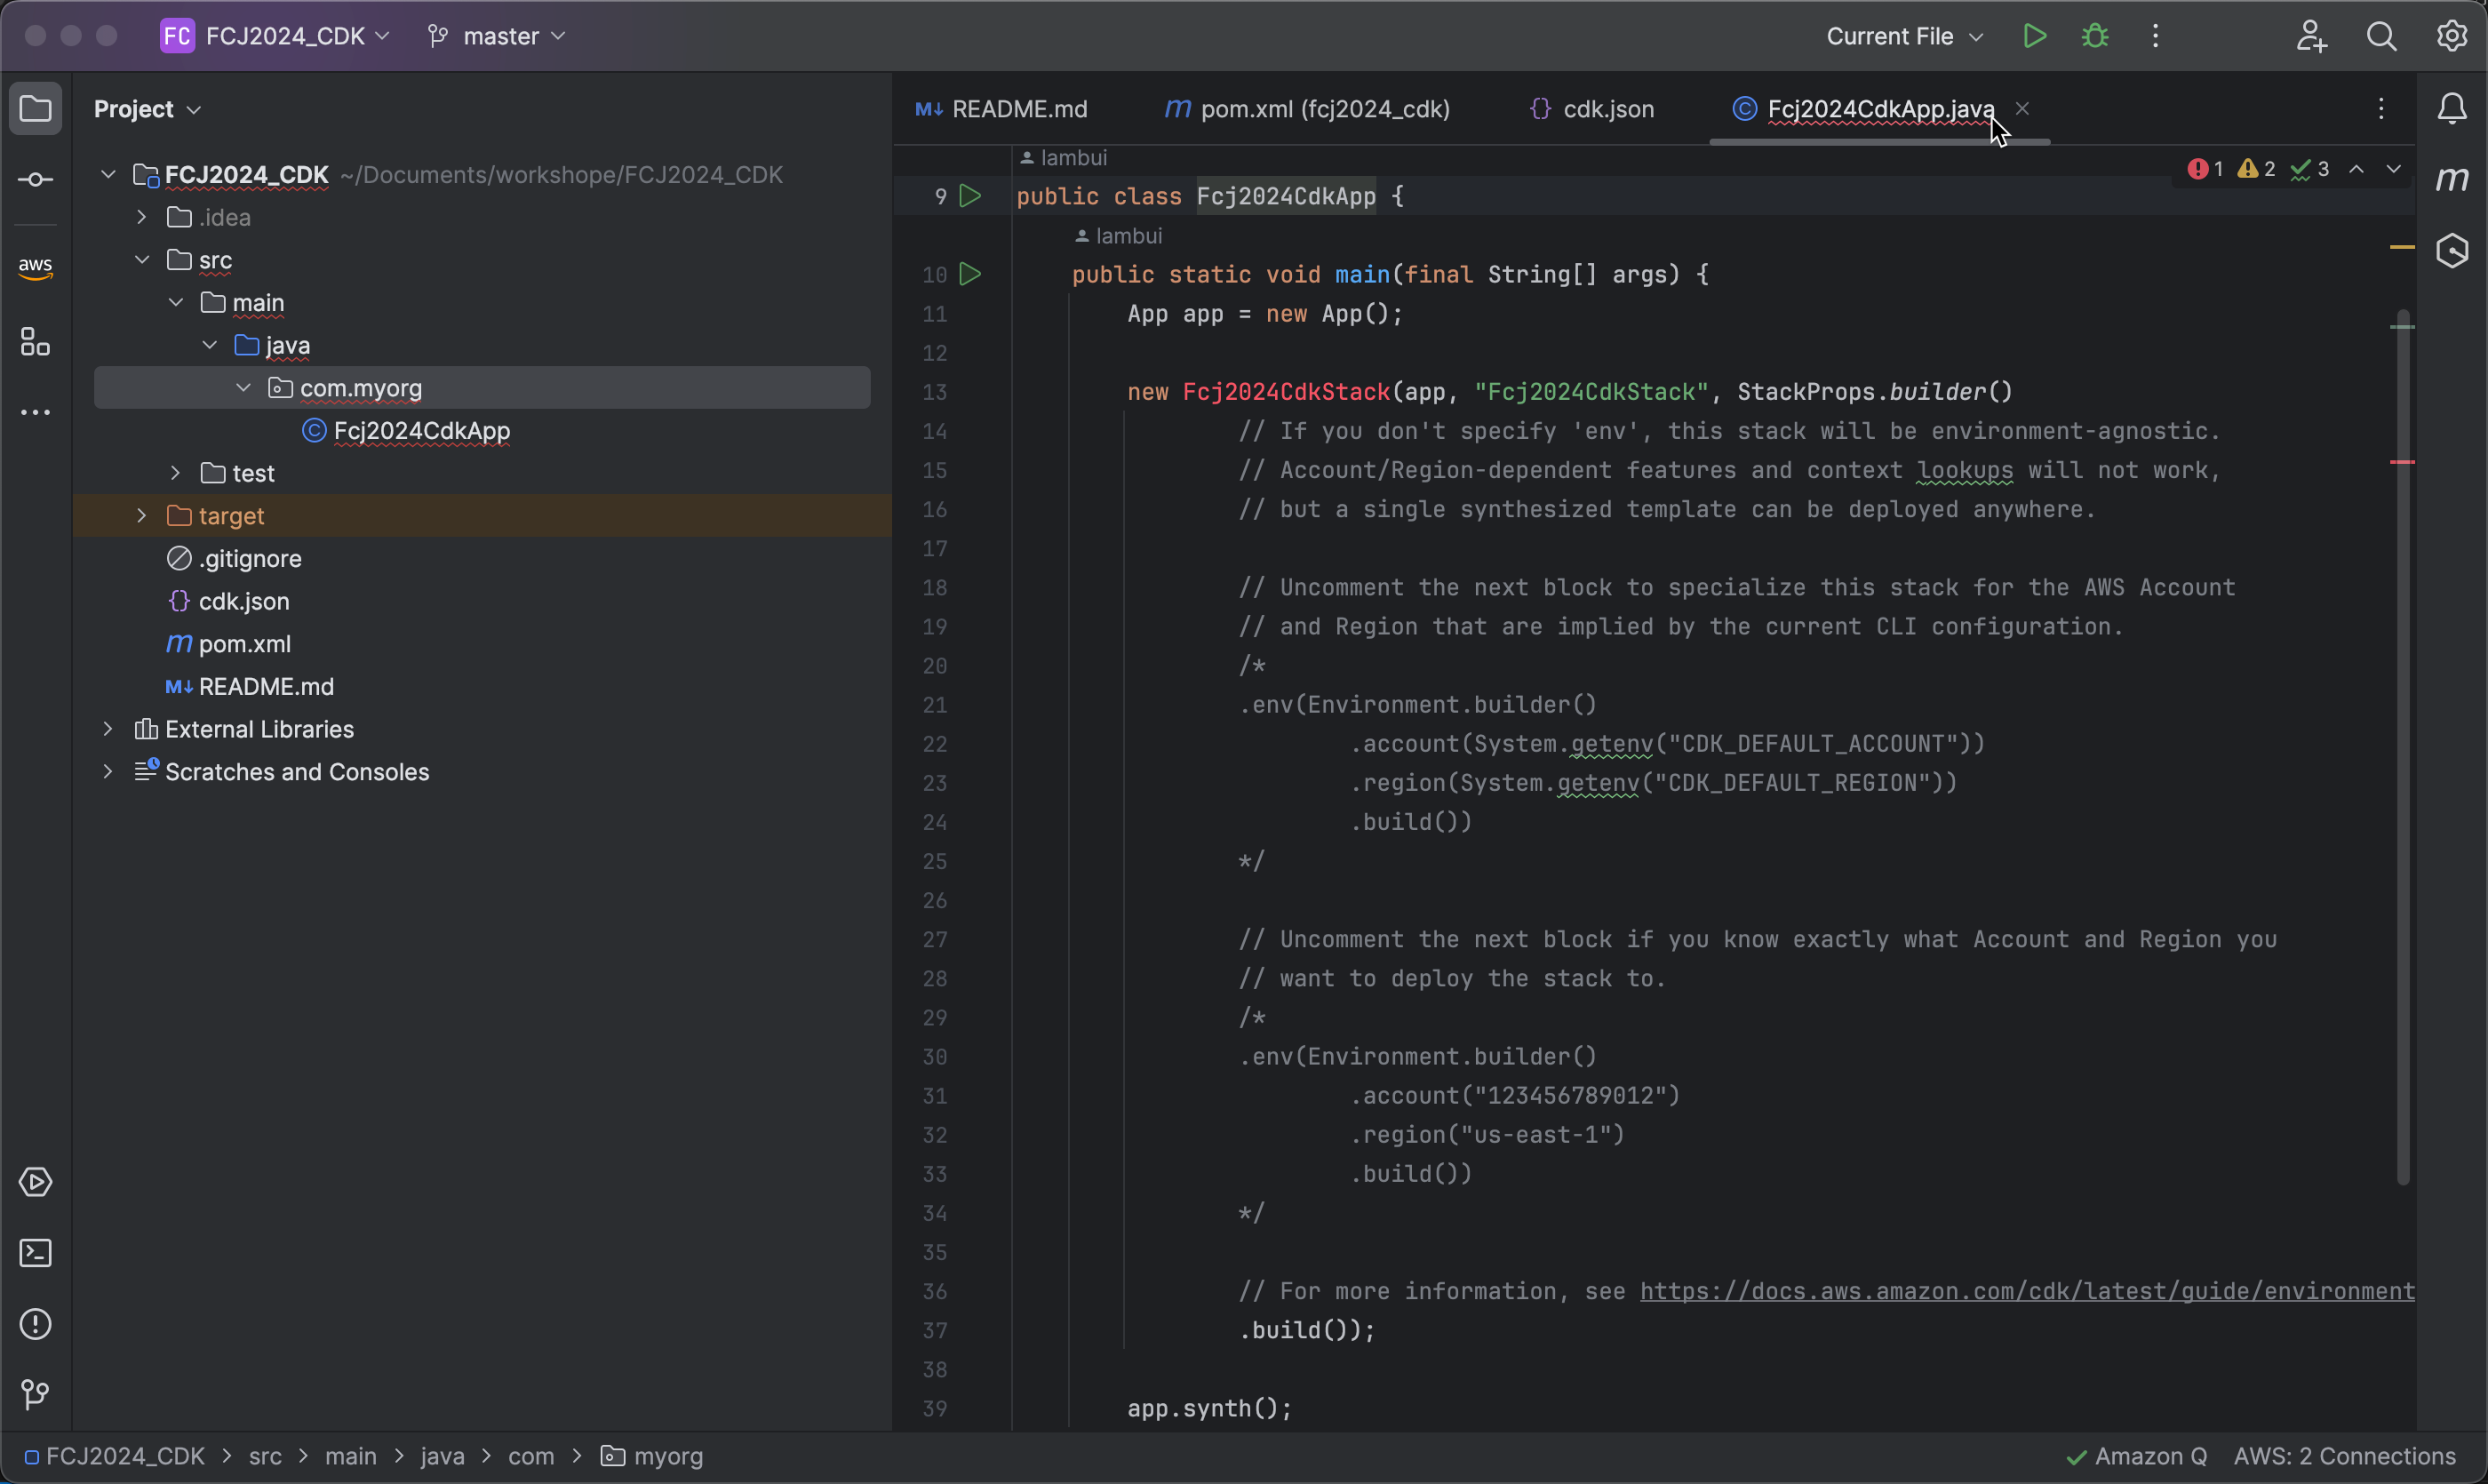 FC FCJ2024_CDK master Current File
Project
FCJ2024_CDK ~/Documents/workshope/FCJ2024_CDK
.idea
src
main
java
com.myorg
Fcj2024CdkApp
test
target
.gitignore
{} cdk.json
m pom.xml
M↓ README.md
External Libraries
Scratches and Consoles
aws
M↓ README.md m pom.xml (fcj2024_cdk) {} cdk.json © Fcj2024CdkApp.java
1 2 3
m
lambui
9 public class Fcj2024CdkApp {
lambui
10 public static void main(final String[] args) {
11 App app = new App();
12
13 new Fcj2024CdkStack(app, "Fcj2024CdkStack", StackProps.builder()
14 // If you don't specify 'env', this stack will be environment-agnostic.
15 // Account/Region-dependent features and context lookups will not work,
16 // but a single synthesized template can be deployed anywhere.
17
18 // Uncomment the next block to specialize this stack for the AWS Account
19 // and Region that are implied by the current CLI configuration.
20 /*
21 .env(Environment.builder()
22 .account(System.getenv("CDK_DEFAULT_ACCOUNT"))
23 .region(System.getenv("CDK_DEFAULT_REGION"))
24 .build())
25 */
26
27 // Uncomment the next block if you know exactly what Account and Region you
28 // want to deploy the stack to.
29 /*
30 .env(Environment.builder()
31 .account("123456789012")
32 .region("us-east-1")
33 .build())
34 */
35
36 // For more information, see https://docs.aws.amazon.com/cdk/latest/guide/environment
37 .build());
38
39 app.synth();
FCJ2024_CDK > src > main > java > com > myorg Amazon Q AWS: 2 Connections